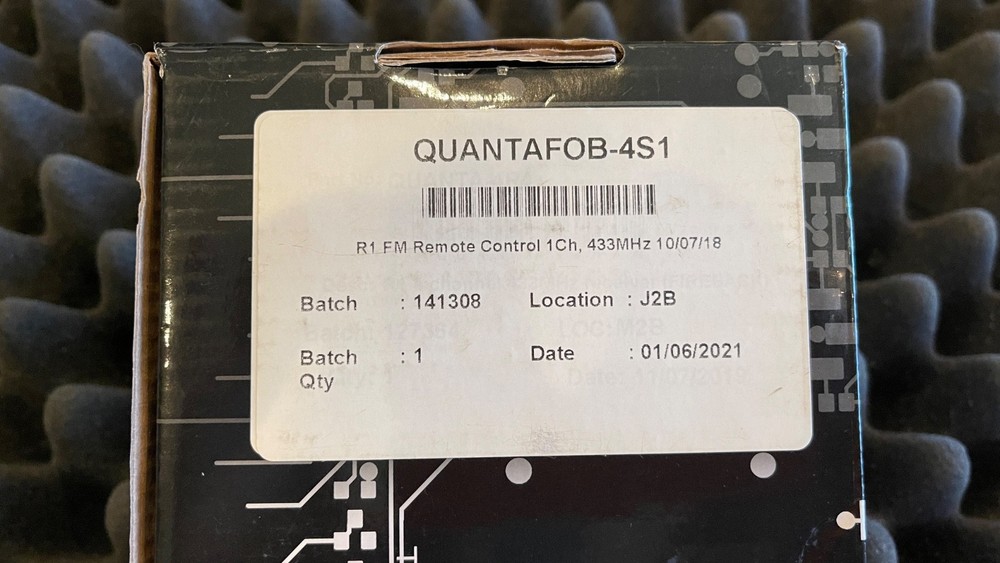 QUANTAFOB-4S1
R1 FM Remote Control 1Ch, 433MHz 10/07/18
Batch : 141308 Location : J2B
Batch Qty : 1 Date : 01/06/2021